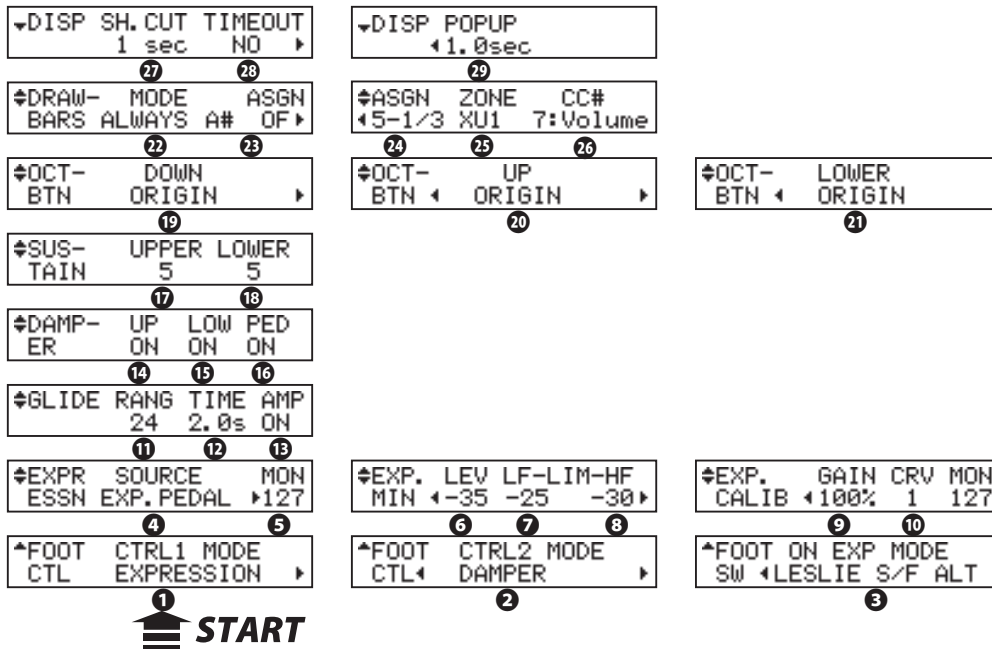 DISP SH.CUT TIMEOUT
1 sec NO
27 28
DISP POPUP
1.0sec
29
DRAW- MODE ASGN
BARS ALWAYS A# OF
22 23
ASGN ZONE CC#
5-1/3 XU1 7:Volume
24 25 26
OCT- DOWN
BTN ORIGIN
19
OCT- UP
BTN ORIGIN
20
OCT- LOWER
BTN ORIGIN
21
SUS- UPPER LOWER
TAIN 5 5
17 18
DAMP- UP LOW PED
ER ON ON ON
14 15 16
GLIDE RANG TIME AMP
24 2.0s ON
11 12 13
EXPR SOURCE MON
ESSN EXP.PEDAL 127
4 5
EXP. LEV LF-LIM-HF
MIN -35 -25 -30
6 7 8
EXP. GAIN CRV MON
CALIB 100% 1 127
9 10
FOOT CTRL1 MODE
CTL EXPRESSION
1
FOOT CTRL2 MODE
CTL DAMPER
2
FOOT ON EXP MODE
SW LESLIE S/F ALT
3
START